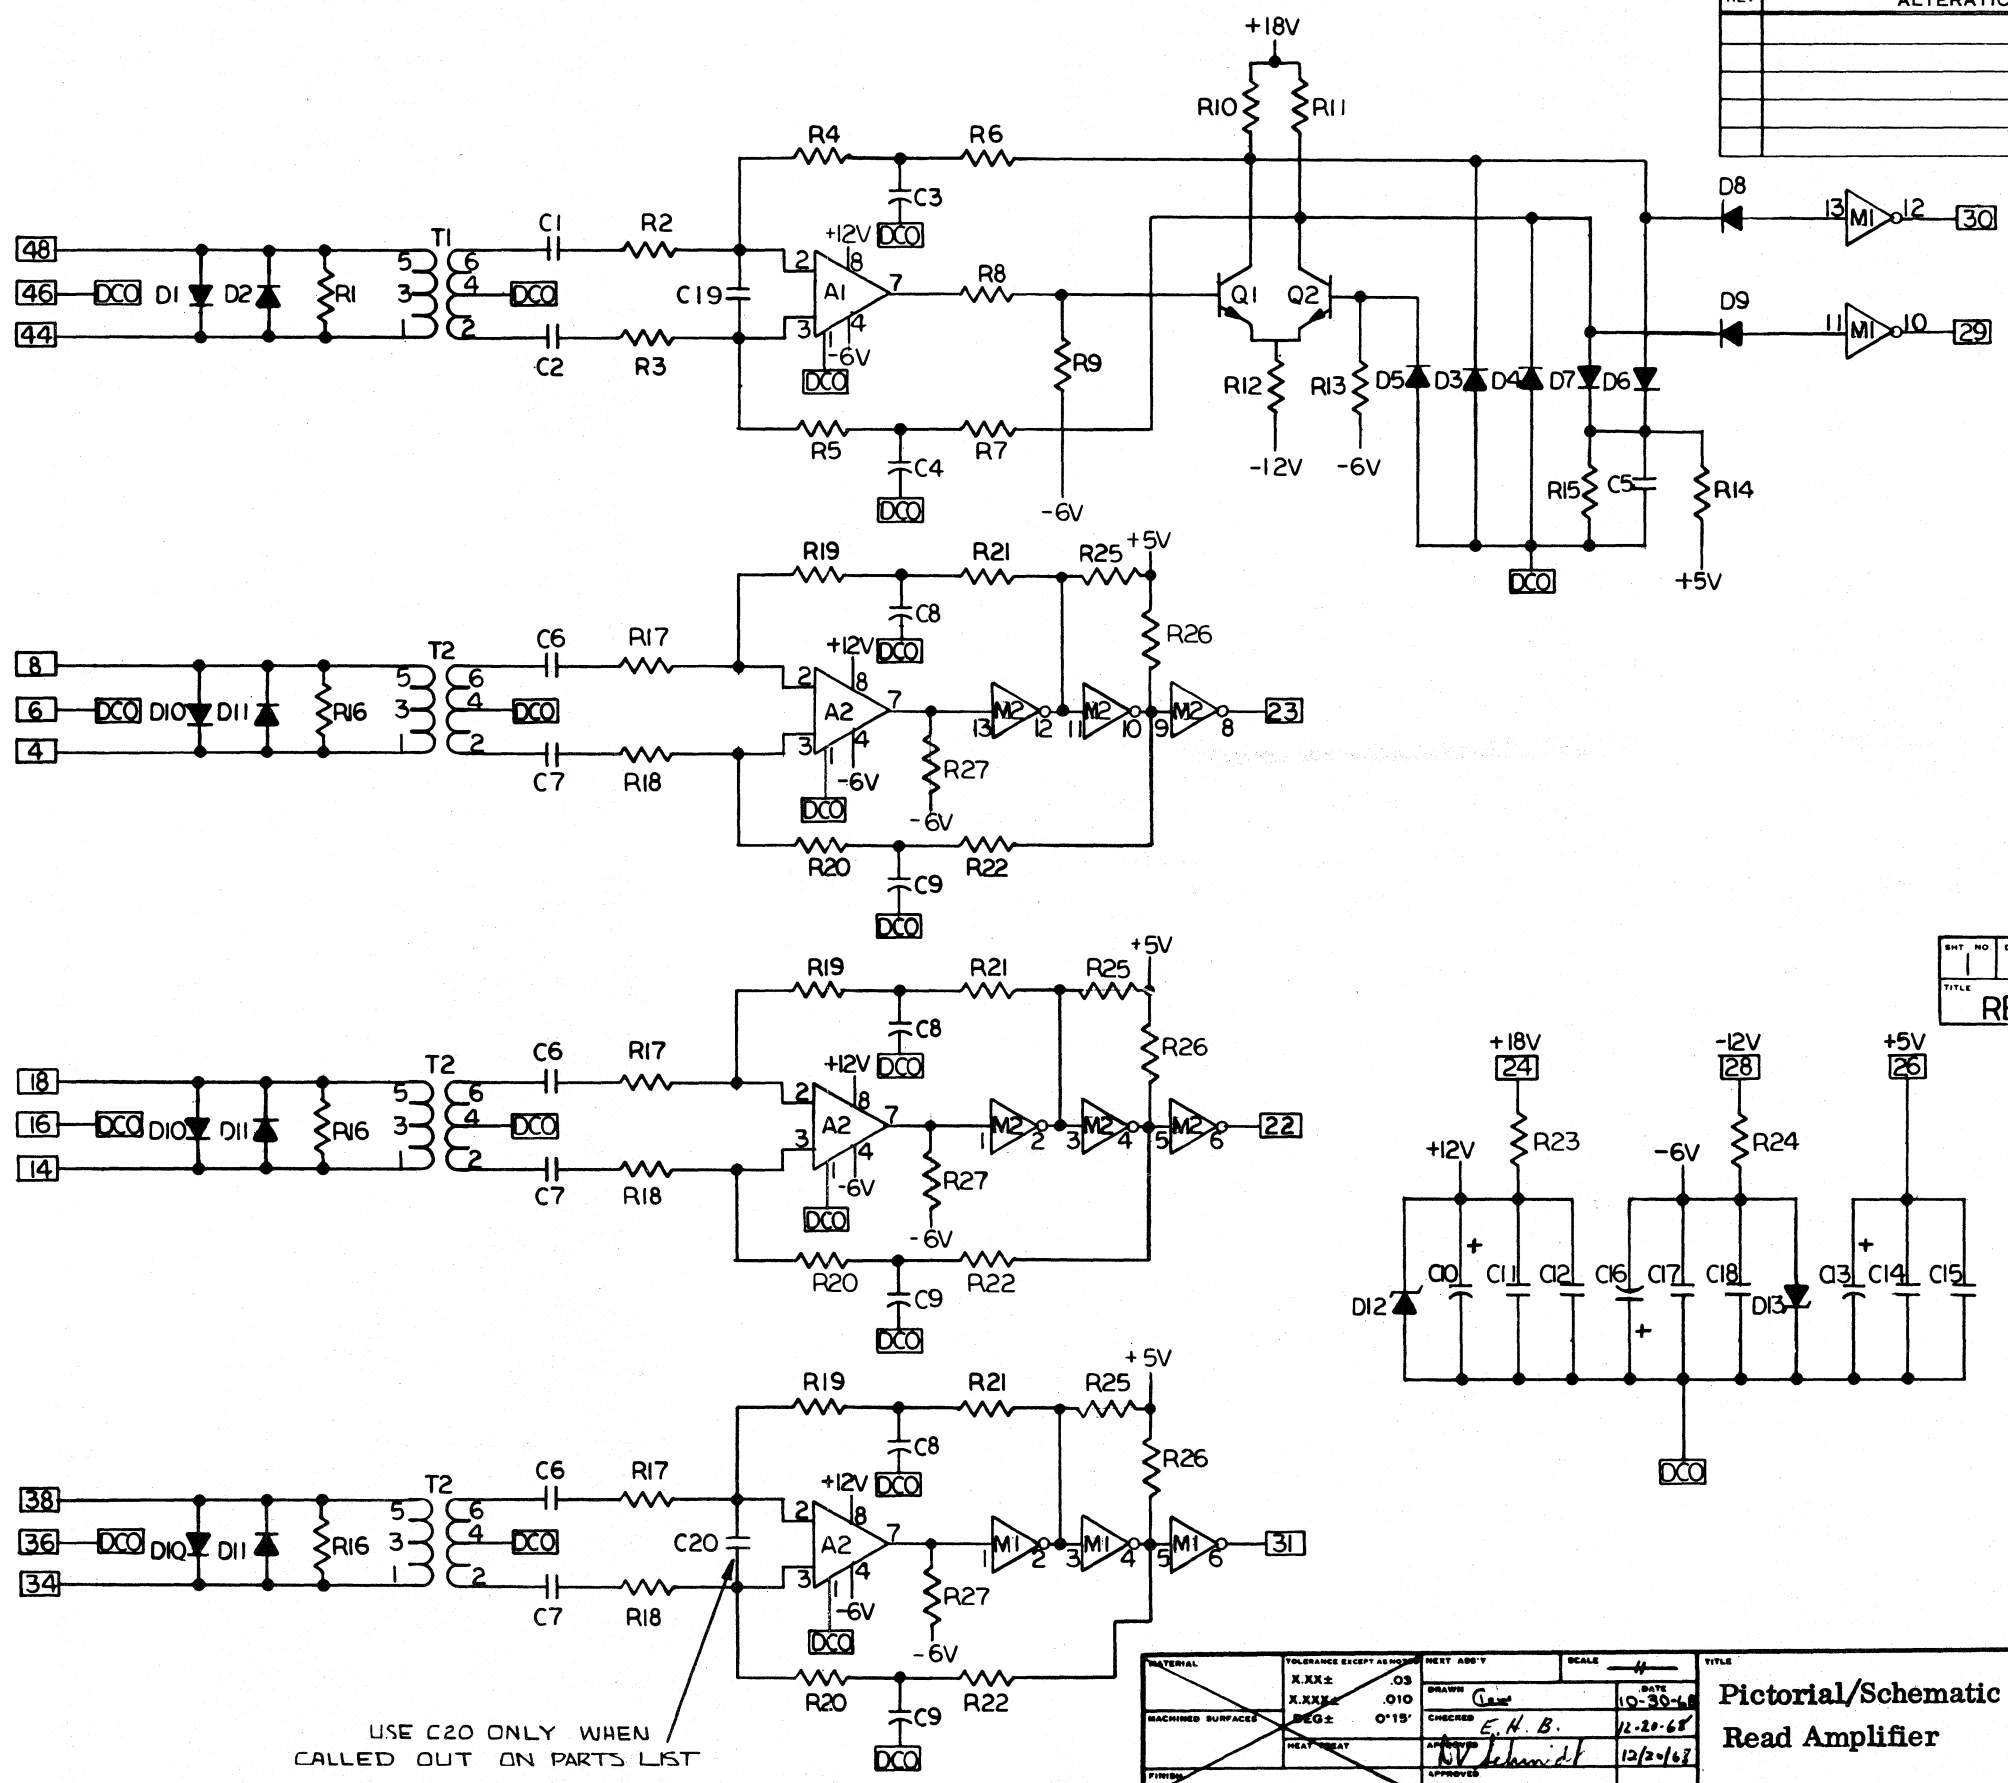 ALTERATIO
+18V
R10 R11
R4 R6
C3
DCO
D8
13 M1 12 30
48
46 DCO D1 D2 R1
44
T1
5 6
3 4 DCO
1 2
C1 R2
C2 R3
C19
+12V
2 8
A1 7
3 1 4
-6V
DCO
R8
R9
-6V
Q1 Q2
R12 R13
-12V -6V
D9
11 M1 10 29
D5 D3 D4 D7 D6
R5 R7
C4
DCO
R15 C5 R14
DCO
+5V
R19 R21 R25 +5V
C8
DCO
R26
8
6 DCO D10 D11 R16
4
T2
5 6
3 4 DCO
1 2
C6 R17
C7 R18
+12V
2 8
A2 7
3 1 4
-6V
DCO
R27
-6V
13 M2 12 11 M2 10 9 M2 8 23
R20 R22
C9
DCO
+5V
R19 R21 R25
C8
DCO
R26
18
16 DCO D10 D11 R16
14
T2
5 6
3 4 DCO
1 2
C6 R17
C7 R18
+12V
2 8
A2 7
3 1 4
-6V
DCO
R27
-6V
1 M2 2 3 M2 4 5 M2 6 22
R20 R22
C9
DCO
SHT NO
1
TITLE
RE
+18V -12V +5V
24 28 26
R23 R24
+12V -6V
+ +
D12 C10 C11 C12 C16 C17 C18 D13 C13 C14 C15
+
DCO
+5V
R19 R21 R25
C8
DCO
R26
38
36 DCO D10 D11 R16
34
T2
5 6
3 4 DCO
1 2
C6 R17
C7 R18
C20
+12V
2 8
A2 7
3 1 4
-6V
DCO
R27
-6V
1 M1 2 3 M1 4 5 M1 6 31
R20 R22
C9
DCO
USE C20 ONLY WHEN
CALLED OUT ON PARTS LIST
MATERIAL
MACHINED SURFACES
FINISH
TOLERANCE EXCEPT AS NOTED
X.XX± .03
X.XXX± .010
DEG± 0°15'
HEAT TREAT
NEXT ASS'Y SCALE
DRAWN DATE
CHECKED E.H.B. 12-20-68
APPROVED 12/20/68
APPROVED
TITLE
Pictorial/Schematic
Read Amplifier